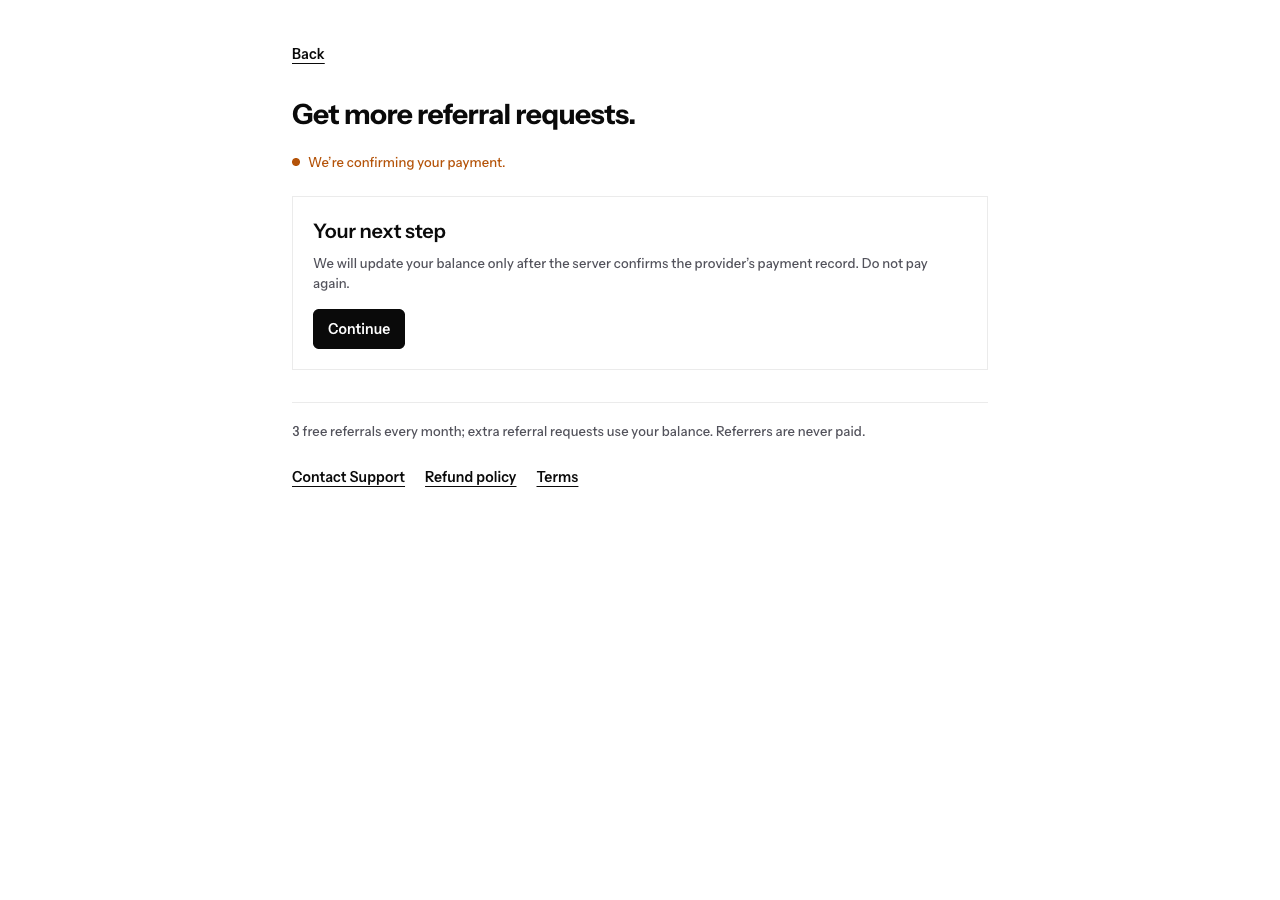 Back
Get more referral requests.
We're confirming your payment.
Your next step
We will update your balance only after the server confirms the provider's payment record. Do not pay
again.
Continue
3 free referrals every month; extra referral requests use your balance. Referrers are never paid.
Contact Support Refund policy Terms